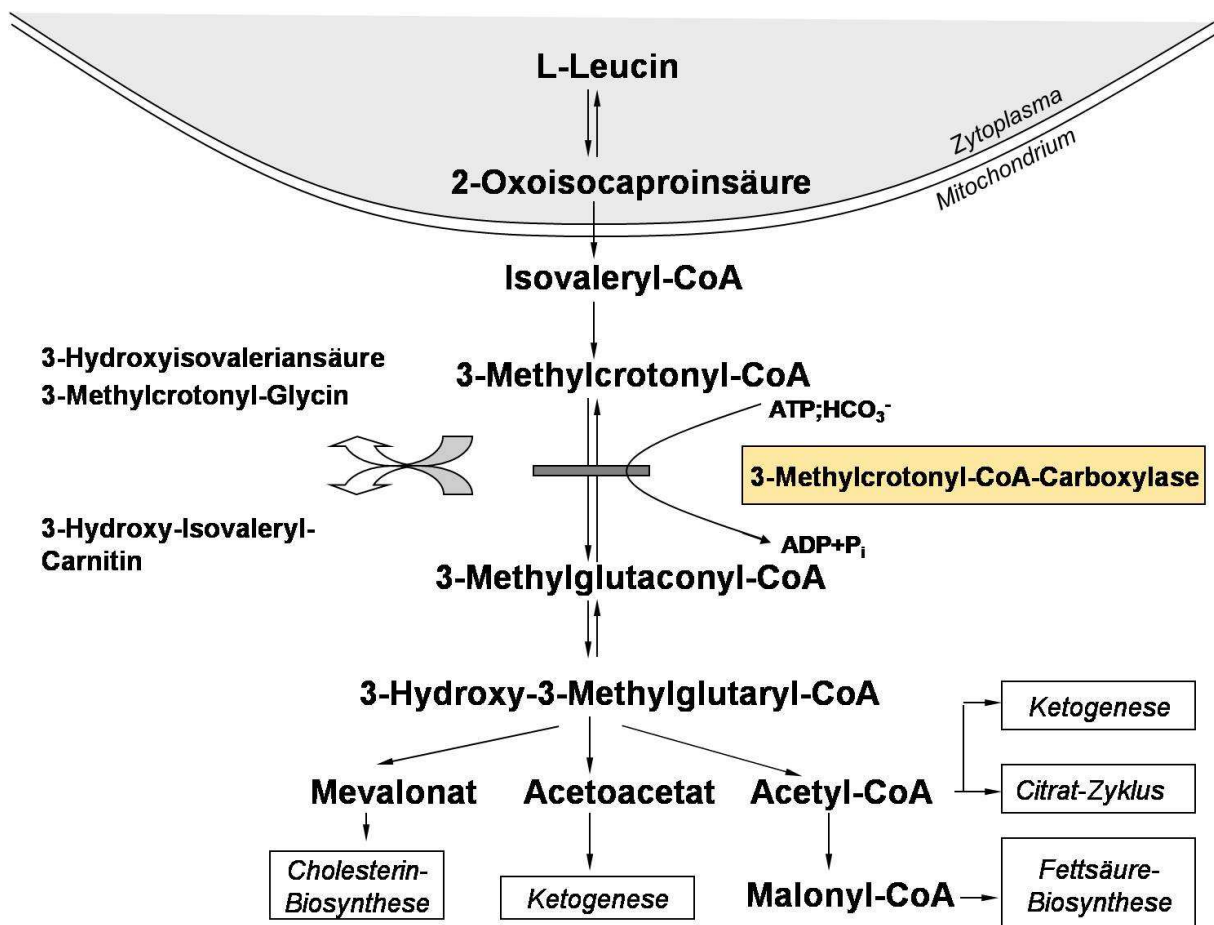 L-Leucin
Zytoplasma
Mitochondrium
2-Oxoisocaproinsäure
Isovaleryl-CoA
3-Hydroxyisovaleriansäure
3-Methylcrotonyl-Glycin
3-Methylcrotonyl-CoA
ATP;HCO₃⁻
3-Methylcrotonyl-CoA-Carboxylase
3-Hydroxy-Isovaleryl-
Carnitin
ADP+Pᵢ
3-Methylglutaconyl-CoA
3-Hydroxy-3-Methylglutaryl-CoA
Ketogenese
Mevalonat
Acetoacetat
Acetyl-CoA
Citrat-Zyklus
Cholesterin-
Biosynthese
Ketogenese
Malonyl-CoA
Fettsäure-
Biosynthese